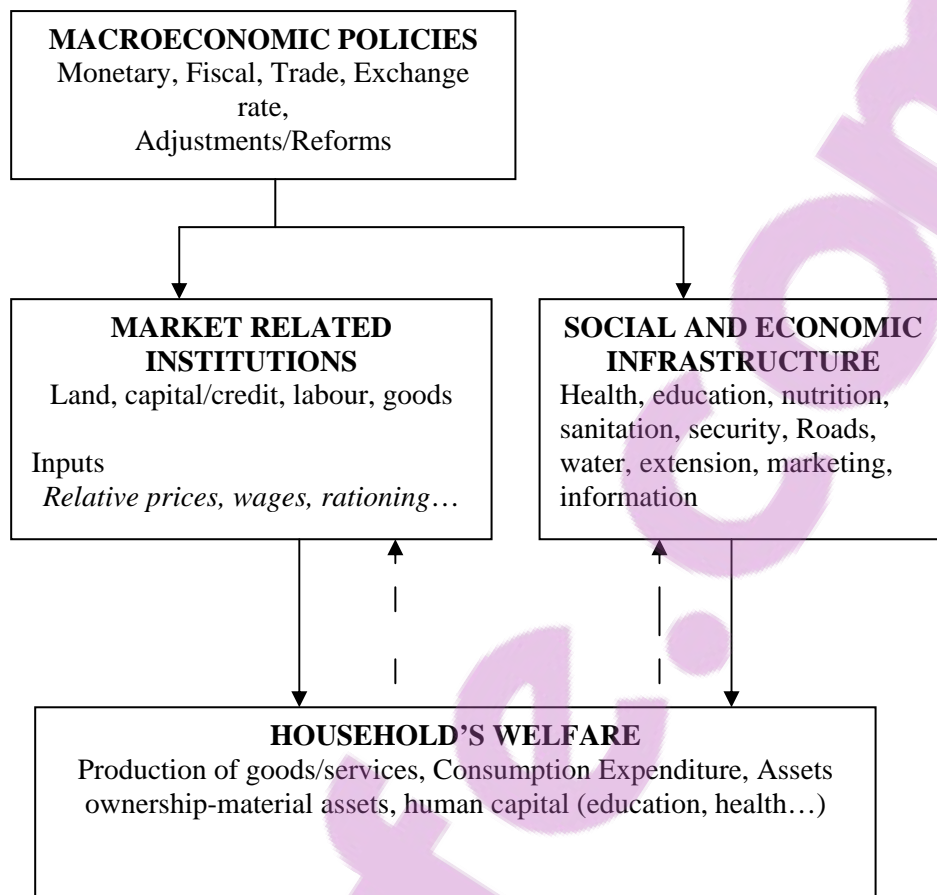 MACROECONOMIC POLICIES
Monetary, Fiscal, Trade, Exchange
rate,
Adjustments/Reforms
MARKET RELATED
INSTITUTIONS
Land, capital/credit, labour, goods
Inputs
Relative prices, wages, rationing…
SOCIAL AND ECONOMIC
INFRASTRUCTURE
Health, education, nutrition,
sanitation, security, Roads,
water, extension, marketing,
information
HOUSEHOLD'S WELFARE
Production of goods/services, Consumption Expenditure, Assets
ownership-material assets, human capital (education, health…)
fe.com